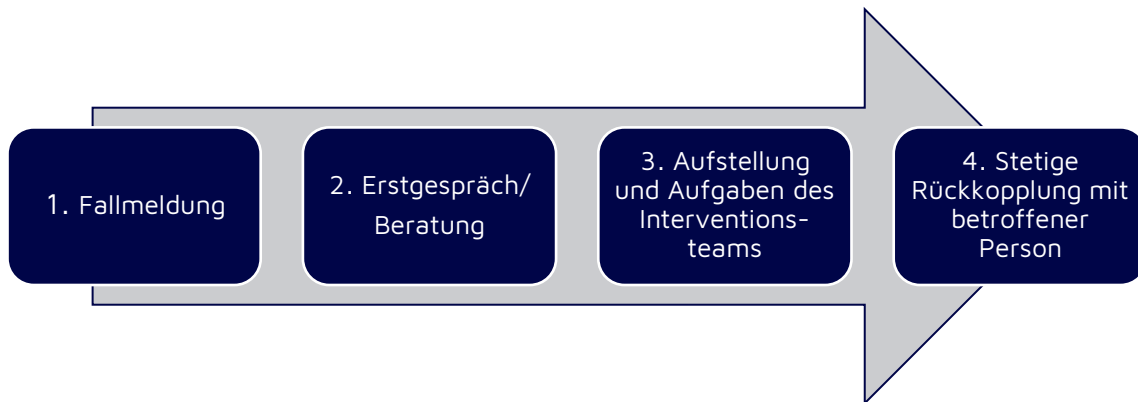 1. Fallmeldung
2. Erstgespräch/
Beratung
3. Aufstellung
und Aufgaben des
Interventions-
teams
4. Stetige
Rückkopplung mit
betroffener
Person